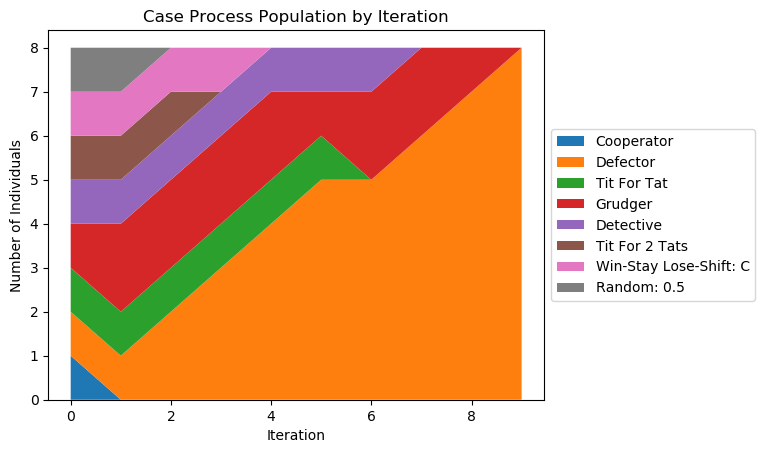 Case Process Population by Iteration
Number of Individuals
8
7
6
5
4
3
2
1
0
0 2 4 6 8
Iteration
Cooperator
Defector
Tit For Tat
Grudger
Detective
Tit For 2 Tats
Win-Stay Lose-Shift: C
Random: 0.5